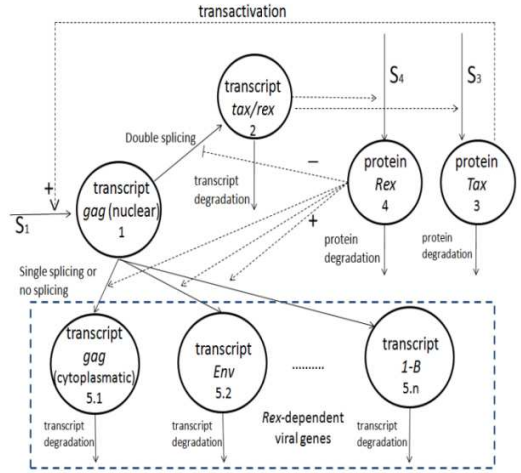 transactivation
S4
S3
transcript
tax/rex
2
Double splicing
−
transcript
degradation
protein
Rex
4
protein
Tax
3
+
transcript
gag (nuclear)
1
S1
+
protein
degradation
protein
degradation
Single splicing or
no splicing
transcript
gag
(cytoplasmatic)
5.1
transcript
Env
5.2
..........
transcript
1-B
5.n
Rex-dependent
viral genes
transcript
degradation
transcript
degradation
transcript
degradation